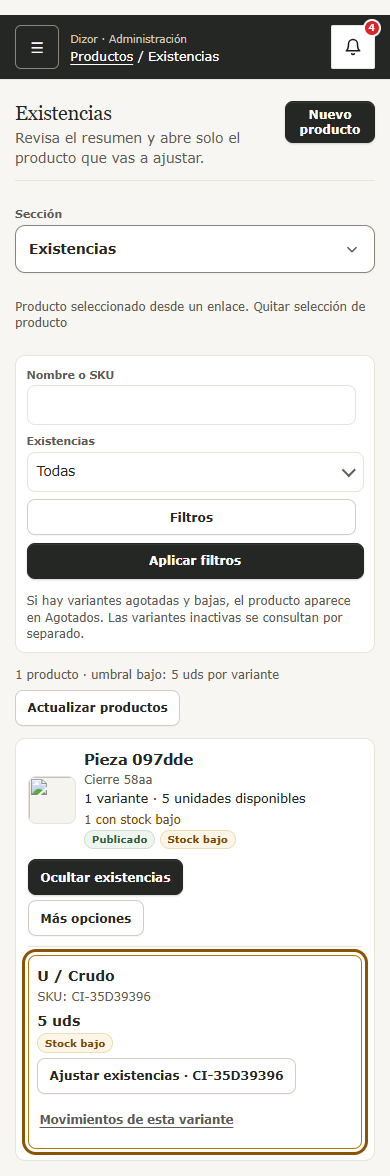 ☰
Dizor · Administración
Productos / Existencias
4
Existencias
Revisa el resumen y abre solo el
producto que vas a ajustar.
Nuevo
producto
Sección
Existencias
Producto seleccionado desde un enlace. Quitar selección de
producto
Nombre o SKU
Existencias
Todas
Filtros
Aplicar filtros
Si hay variantes agotadas y bajas, el producto aparece
en Agotados. Las variantes inactivas se consultan por
separado.
1 producto · umbral bajo: 5 uds por variante
Actualizar productos
Pieza 097dde
Cierre 58aa
1 variante · 5 unidades disponibles
1 con stock bajo
Publicado Stock bajo
Ocultar existencias
Más opciones
U / Crudo
SKU: CI-35D39396
5 uds
Stock bajo
Ajustar existencias · CI-35D39396
Movimientos de esta variante